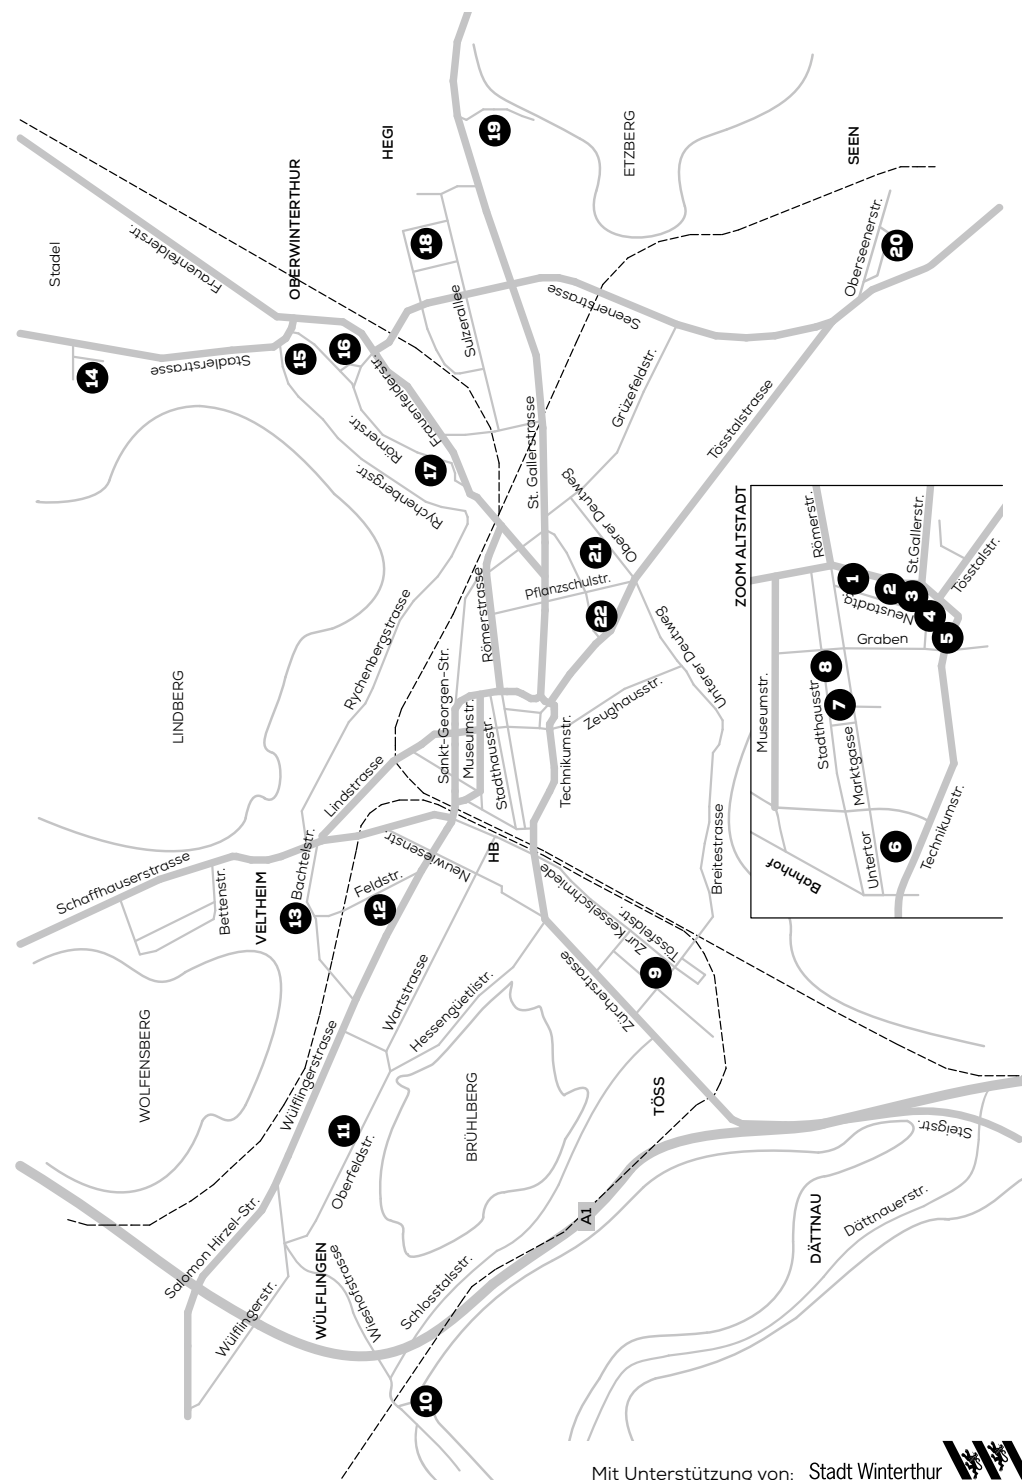 HEGI
19
ETZBERG
SEEN
OBERWINTERTHUR
Stadel
Frauenfelderstr.
18
Oberseenerstr.
20
Sulzerallee
Seenerstrasse
14
Stadlerstrasse
15
16
Frauenfelderstr.
Grüzefeldstr.
Römerstr.
17
Rychenbergstr.
St. Gallerstrasse
Tösstalstrasse
Oberer Deutweg
21
Pflanzschulstr.
22
Römerstrasse
Rychenbergstrasse
Unterer Deutweg
LINDBERG
Sankt-Georgen-Str.
Museumstr.
Stadthausstr.
Zeughausstr.
Technikumstr.
Lindstrasse
Schaffhauserstrasse
Bachtelstr.
Neuwiesenstr.
HB
Breitestrasse
Bettenstr.
VELTHEIM
13
Feldstr.
12
Zur Kesselschmiede
Tössfeldstr.
9
Wartstrasse
Hessengüetlistr.
Zürcherstrasse
WOLFENSBERG
Wülflingerstrasse
BRÜHLBERG
TÖSS
11
Oberfeldstr.
Steigstr.
Salomon Hirzel-Str.
A1
DÄTTNAU
Dättnauerstr.
WÜLFLINGEN
Wieshofstrasse
Schlosstalsstr.
Wülflingerstr.
10
ZOOM ALTSTADT
Römerstr.
St.Gallerstr.
Tösstalstr.
1
2
3
4
5
Neustadtg.
Graben
8
7
Museumstr.
Stadthausstr.
Marktgasse
Technikumstr.
6
Untertor
Bahnhof
Mit Unterstützung von: Stadt Winterthur